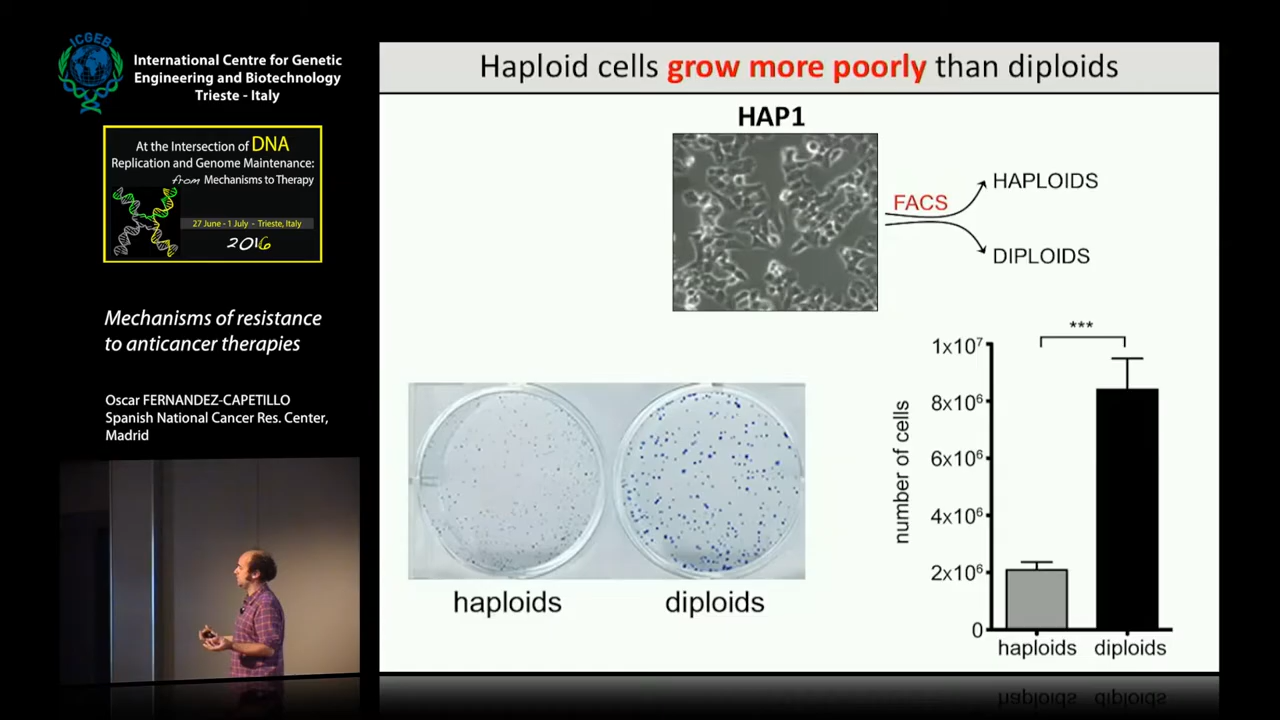 ICGEB
International Centre for Genetic
Engineering and Biotechnology
Trieste - Italy
At the Intersection of DNA
Replication and Genome Maintenance:
from Mechanisms to Therapy
27 June - 1 July - Trieste, Italy
2016
Mechanisms of resistance
to anticancer therapies
Oscar FERNANDEZ-CAPETILLO
Spanish National Cancer Res. Center,
Madrid
Haploid cells grow more poorly than diploids
HAP1
FACS
HAPLOIDS
DIPLOIDS
haploids
diploids
***
number of cells
1x10⁷
8x10⁶
6x10⁶
4x10⁶
2x10⁶
0
haploids diploids